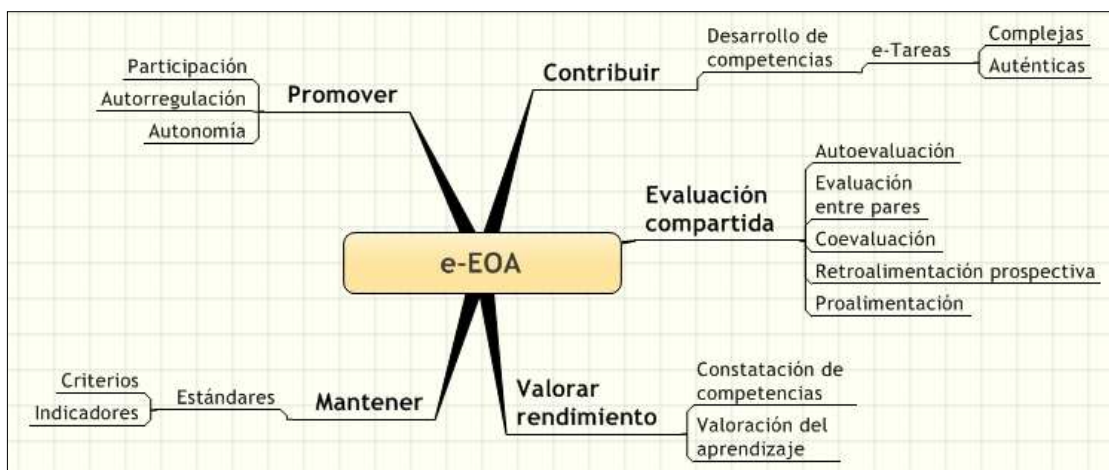 Participación
Autorregulación
Autonomía
Promover
Contribuir
Desarrollo de
competencias
e-Tareas
Complejas
Auténticas
Evaluación
compartida
Autoevaluación
Evaluación
entre pares
Coevaluación
Retroalimentación prospectiva
Proalimentación
e-EOA
Criterios
Indicadores
Estándares
Mantener
Valorar
rendimiento
Constatación de
competencias
Valoración del
aprendizaje